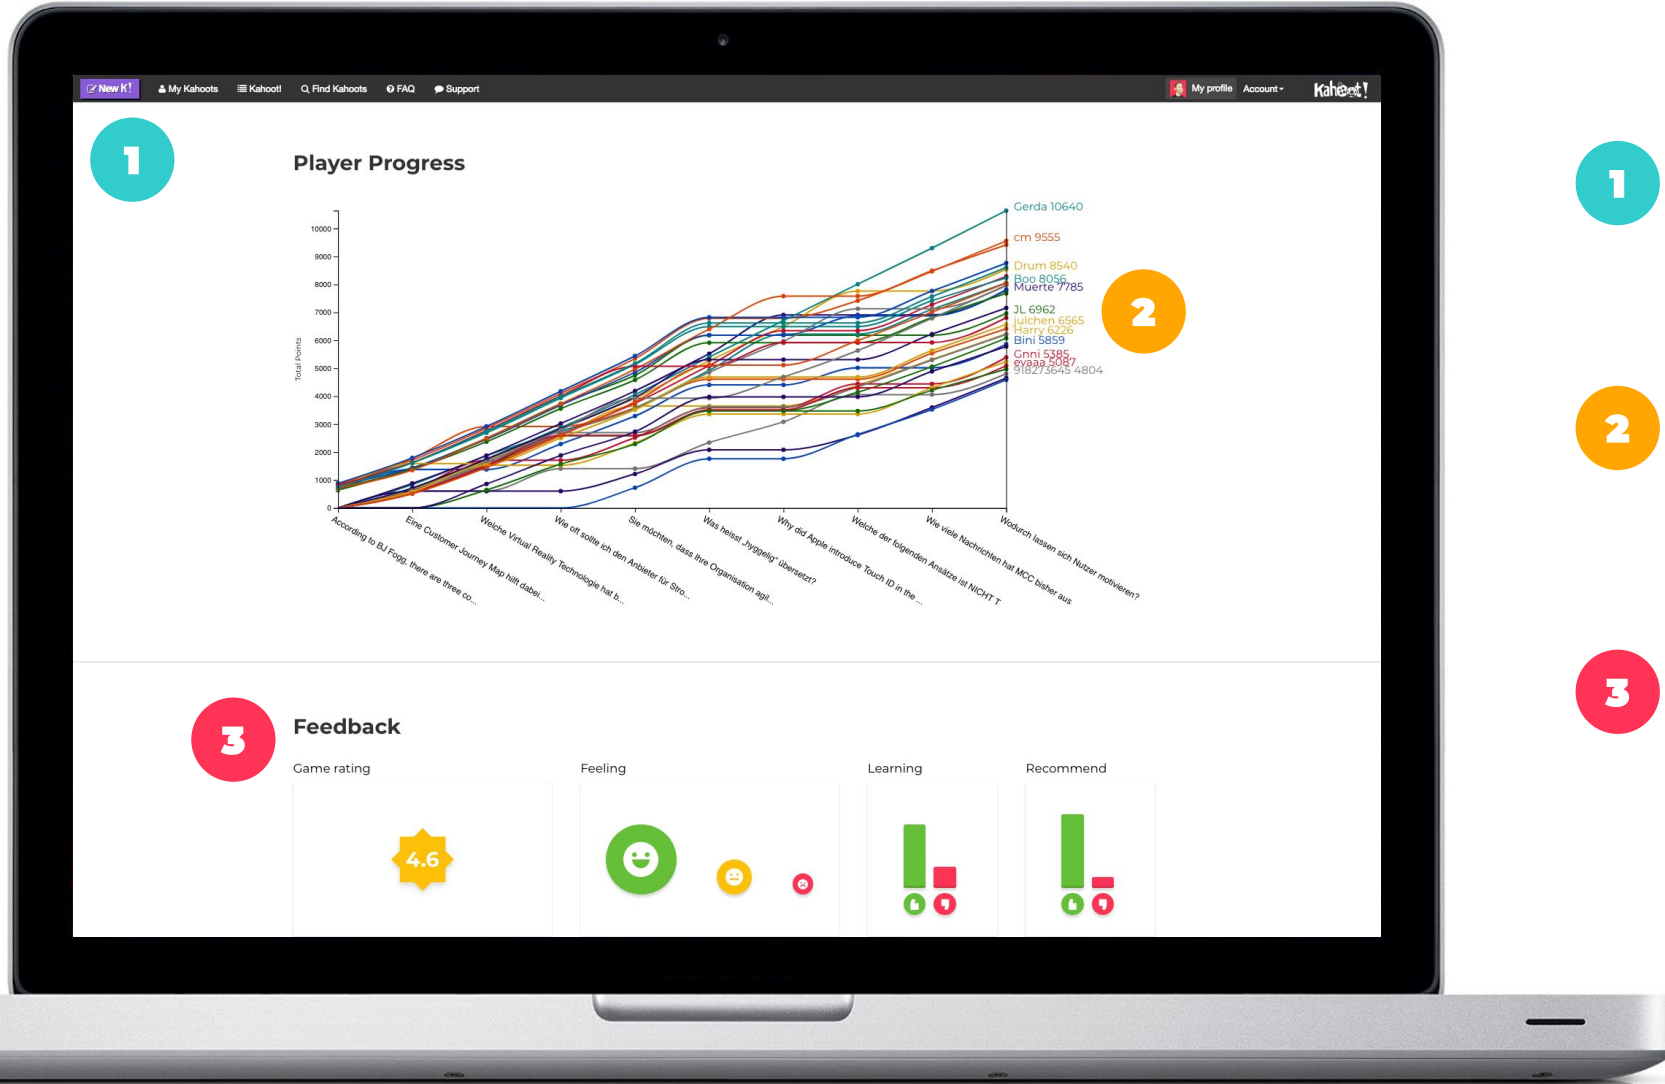 New K!
My Kahoots
Kahoot!
Find Kahoots
FAQ
Support
My profile
Account
Kahoot!
1
1
Player Progress
Gerda 10640
cm 9555
Drum 8540
Boo 8056
Muerte 7785
JL 6962
julchen 6565
Harry 6226
Bini 5859
Gnni 5385
eyaaa 5087
918273645 4804
2
2
Total Points
10000
9000
8000
7000
6000
5000
4000
3000
2000
1000
0
According to BJ Fogg, there are three co...
Eine Customer Journey Map hilft dabei...
Welche Virtual Reality Technologie hat b...
Wie oft sollte ich den Anbieter für Stro...
Sie möchten, dass Ihre Organisation agil...
Was heisst „hyggelig“ übersetzt?
Why did Apple introduce Touch ID in the ...
Welche der folgenden Ansätze ist NICHT T
Wie viele Nachrichten hat MCC bisher aus
Wodurch lassen sich Nutzer motivieren?
3
3
Feedback
Game rating
Feeling
Learning
Recommend
4.6